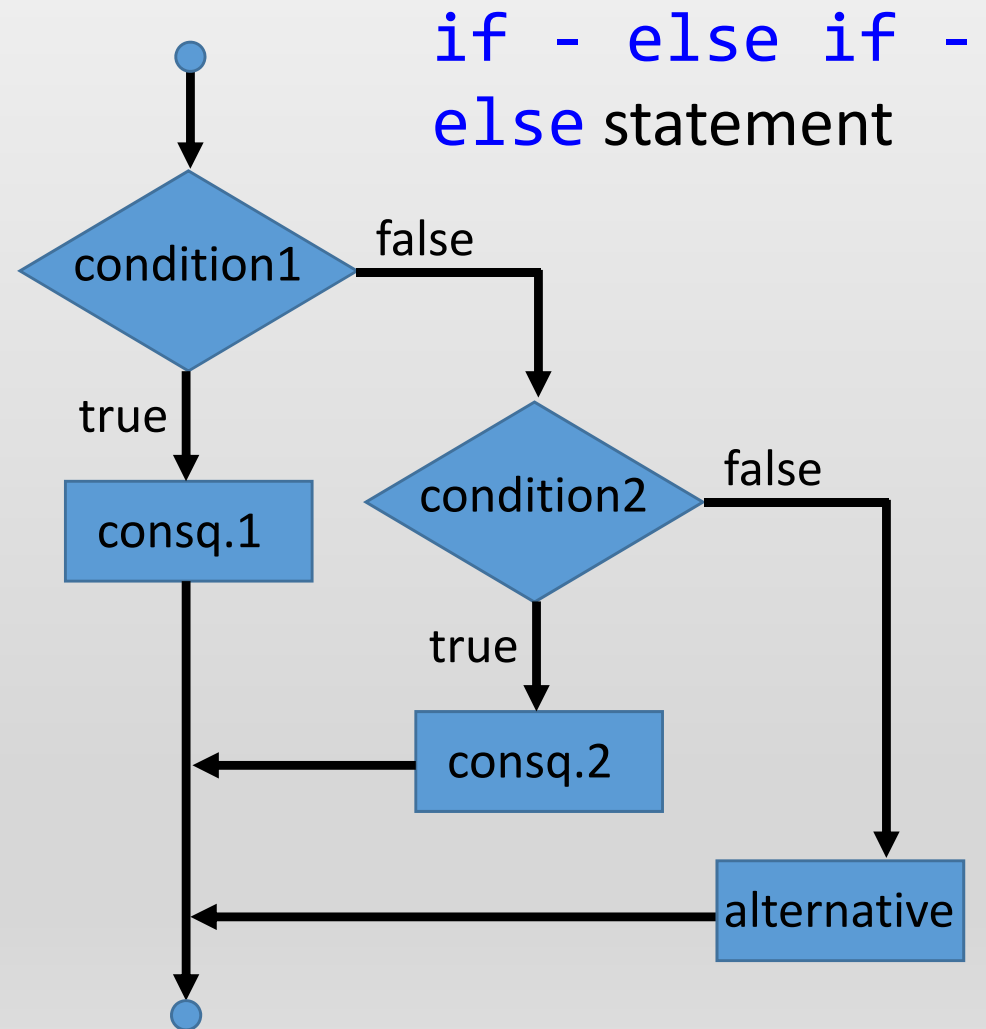 if - else if -
else statement
condition1
false
true
consq.1
condition2
false
true
consq.2
alternative